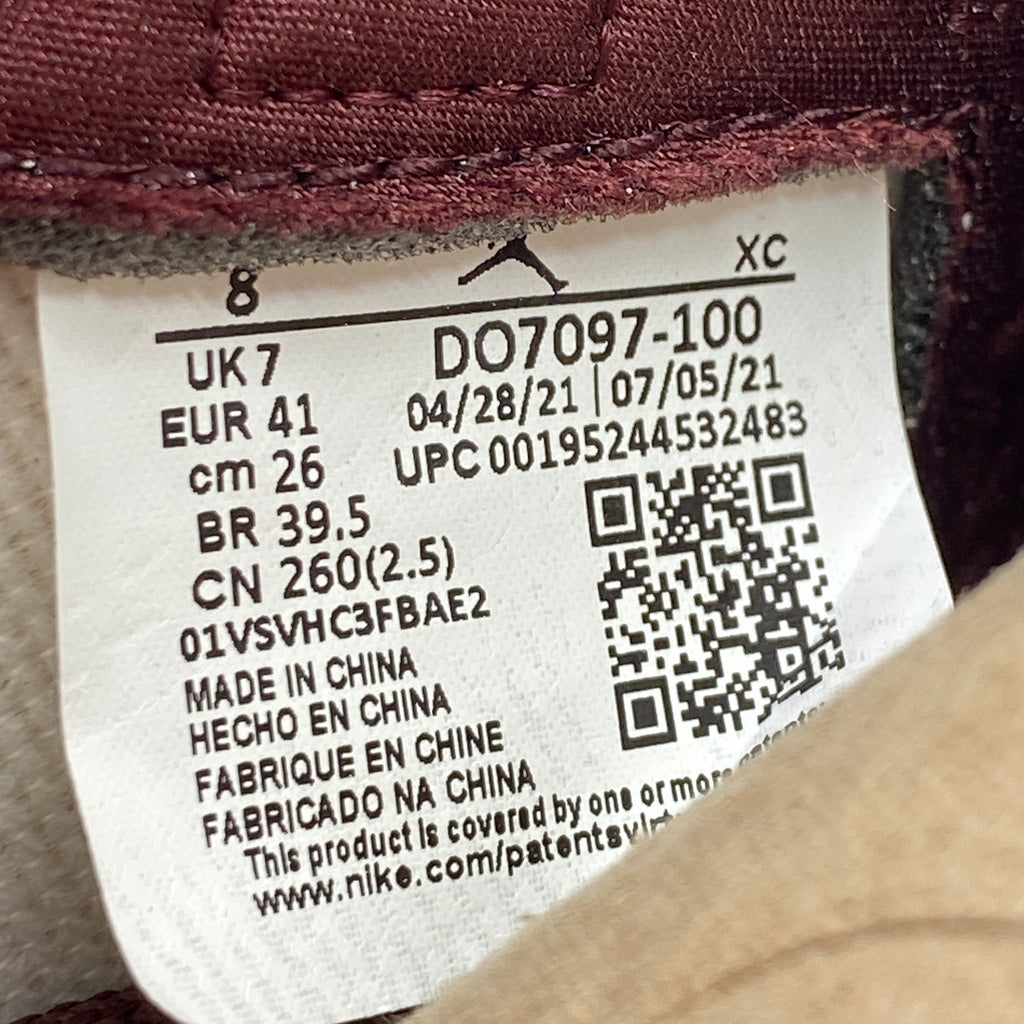 8 XC
UK 7 DO7097-100
EUR 41 04/28/21 | 07/05/21
cm 26 UPC 00195244532483
BR 39.5
CN 260(2.5)
01VSVHC3FBAE2
MADE IN CHINA
HECHO EN CHINA
FABRIQUE EN CHINE
FABRICADO NA CHINA
This product is covered by one or more patents
www.nike.com/patents